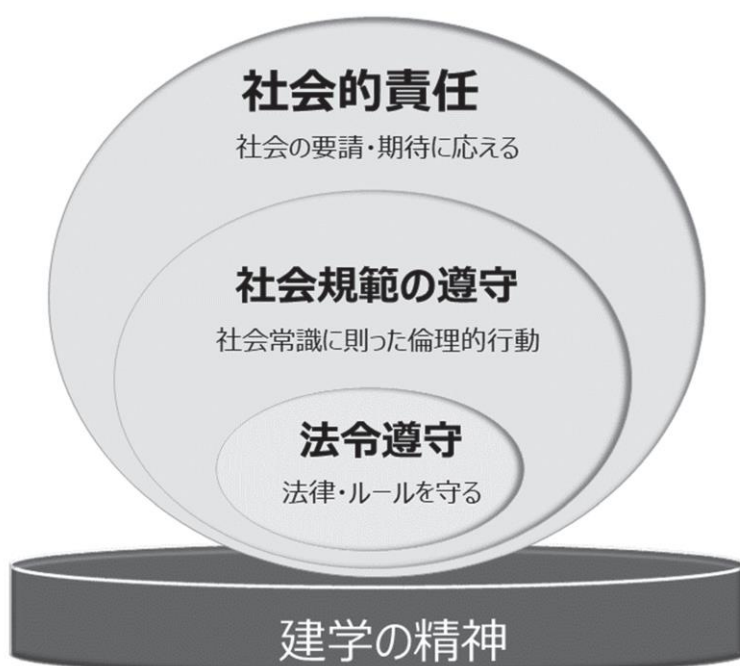 社会的責任
社会の要請・期待に応える
社会規範の遵守
社会常識に則った倫理的行動
法令遵守
法律・ルールを守る
建学の精神